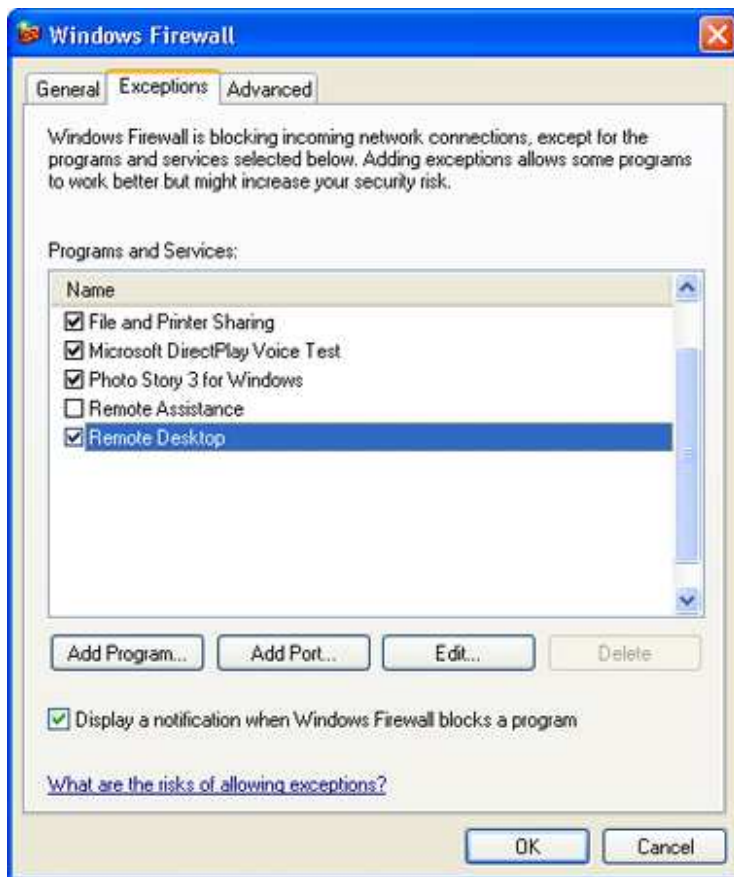 Windows Firewall
General Exceptions Advanced
Windows Firewall is blocking incoming network connections, except for the
programs and services selected below. Adding exceptions allows some programs
to work better but might increase your security risk.
Programs and Services:
Name
File and Printer Sharing
Microsoft DirectPlay Voice Test
Photo Story 3 for Windows
Remote Assistance
Remote Desktop
Add Program... Add Port... Edit... Delete
Display a notification when Windows Firewall blocks a program
What are the risks of allowing exceptions?
OK Cancel